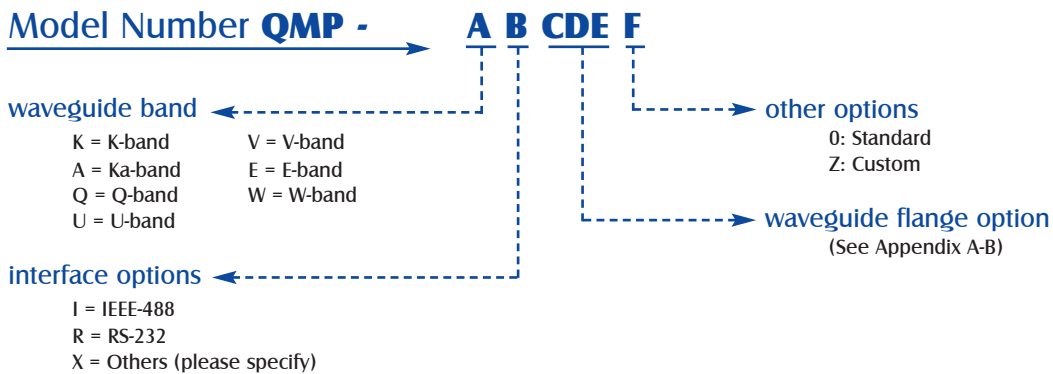 Model Number QMP - A B CDE F
waveguide band
K = K-band V = V-band
A = Ka-band E = E-band
Q = Q-band W = W-band
U = U-band
other options
0: Standard
Z: Custom
waveguide flange option
(See Appendix A-B)
interface options
I = IEEE-488
R = RS-232
X = Others (please specify)